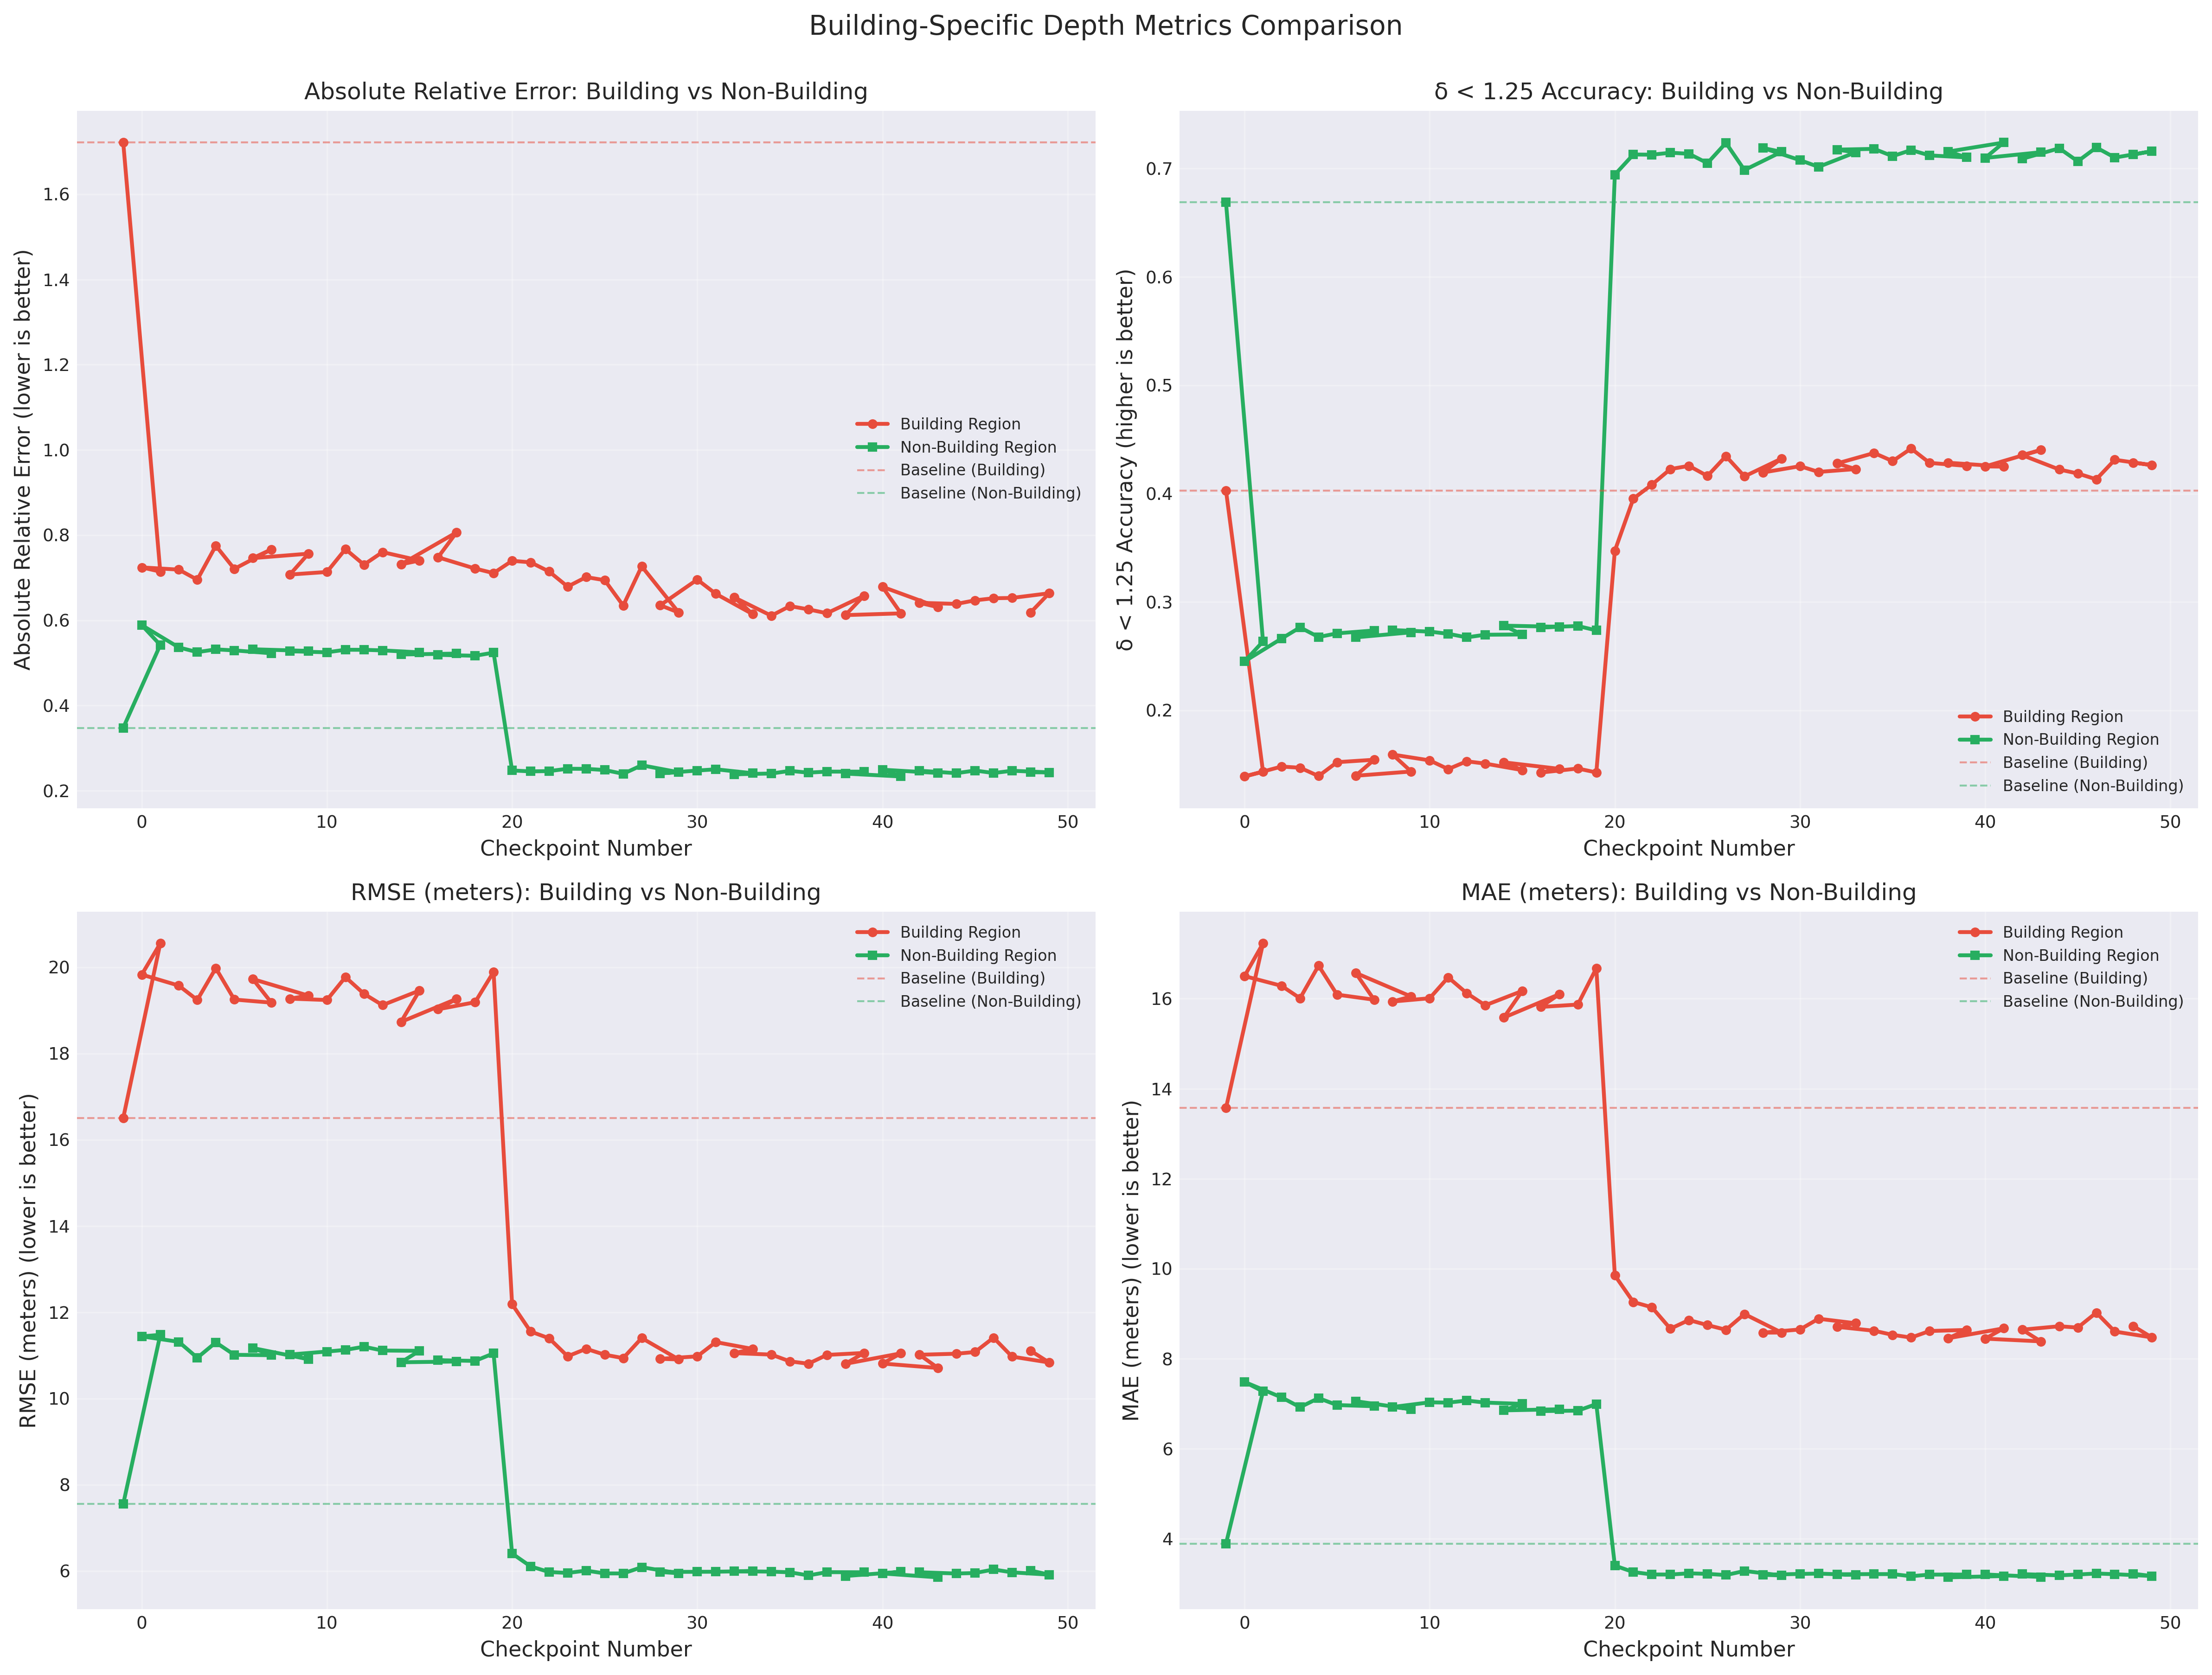 Building-Specific Depth Metrics Comparison
Absolute Relative Error: Building vs Non-Building
Absolute Relative Error (lower is better)
1.6
1.4
1.2
1.0
0.8
0.6
0.4
0.2
Building Region
Non-Building Region
Baseline (Building)
Baseline (Non-Building)
0 10 20 30 40 50
Checkpoint Number
δ < 1.25 Accuracy: Building vs Non-Building
δ < 1.25 Accuracy (higher is better)
0.7
0.6
0.5
0.4
0.3
0.2
Building Region
Non-Building Region
Baseline (Building)
Baseline (Non-Building)
0 10 20 30 40 50
Checkpoint Number
RMSE (meters): Building vs Non-Building
RMSE (meters) (lower is better)
20
18
16
14
12
10
8
6
Building Region
Non-Building Region
Baseline (Building)
Baseline (Non-Building)
0 10 20 30 40 50
Checkpoint Number
MAE (meters): Building vs Non-Building
MAE (meters) (lower is better)
16
14
12
10
8
6
4
Building Region
Non-Building Region
Baseline (Building)
Baseline (Non-Building)
0 10 20 30 40 50
Checkpoint Number